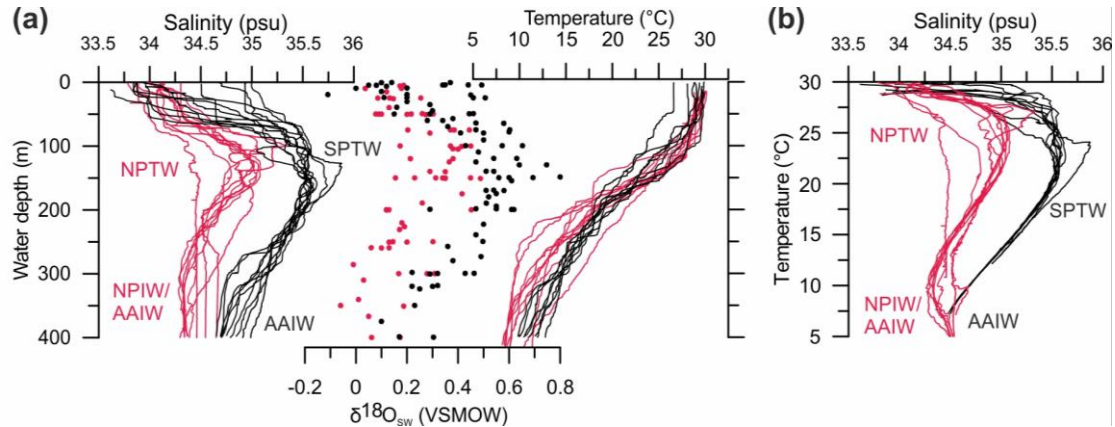 (a)
Salinity (psu)
33.5 34 34.5 35 35.5 36
Temperature (°C)
5 10 15 20 25 30
0
100
200
300
400
Water depth (m)
NPTW
SPTW
NPIW/
AAIW
AAIW
-0.2 0 0.2 0.4 0.6 0.8
δ18Osw (VSMOW)
(b)
Salinity (psu)
33.5 34 34.5 35 35.5 36
30
25
20
15
10
5
Temperature (°C)
NPTW
SPTW
NPIW/
AAIW
AAIW